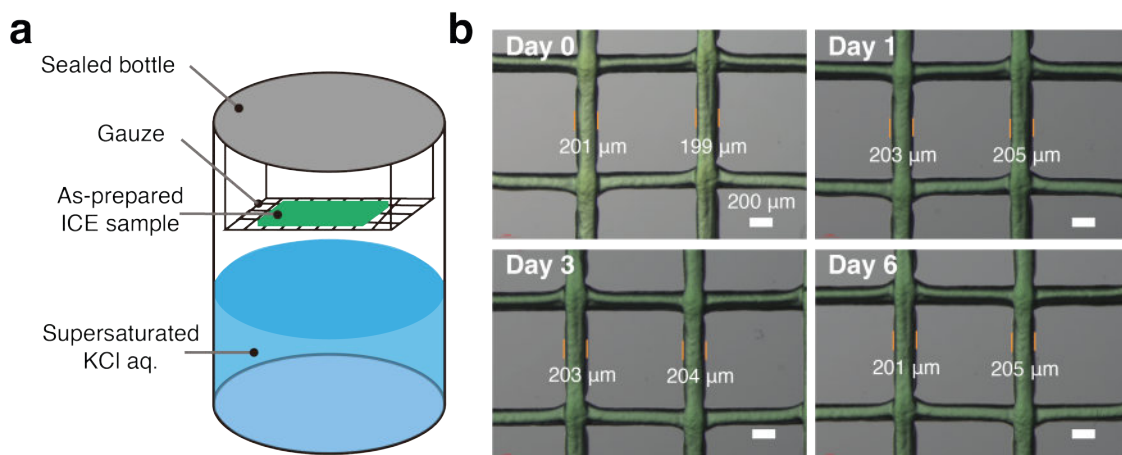 a
Sealed bottle
Gauze
As-prepared
ICE sample
Supersaturated
KCl aq.
b
Day 0
201 µm
199 µm
200 µm
Day 1
203 µm
205 µm
Day 3
203 µm
204 µm
Day 6
201 µm
205 µm